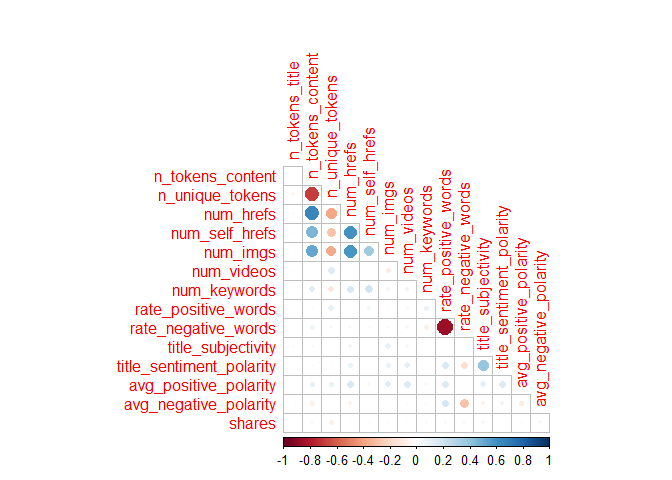 n_tokens_title
n_tokens_content
n_unique_tokens
num_hrefs
num_self_hrefs
num_imgs
num_videos
num_keywords
rate_positive_words
rate_negative_words
title_subjectivity
title_sentiment_polarity
avg_positive_polarity
avg_negative_polarity
n_tokens_content
n_unique_tokens
num_hrefs
num_self_hrefs
num_imgs
num_videos
num_keywords
rate_positive_words
rate_negative_words
title_subjectivity
title_sentiment_polarity
avg_positive_polarity
avg_negative_polarity
shares
-1 -0.8 -0.6 -0.4 -0.2 0 0.2 0.4 0.6 0.8 1